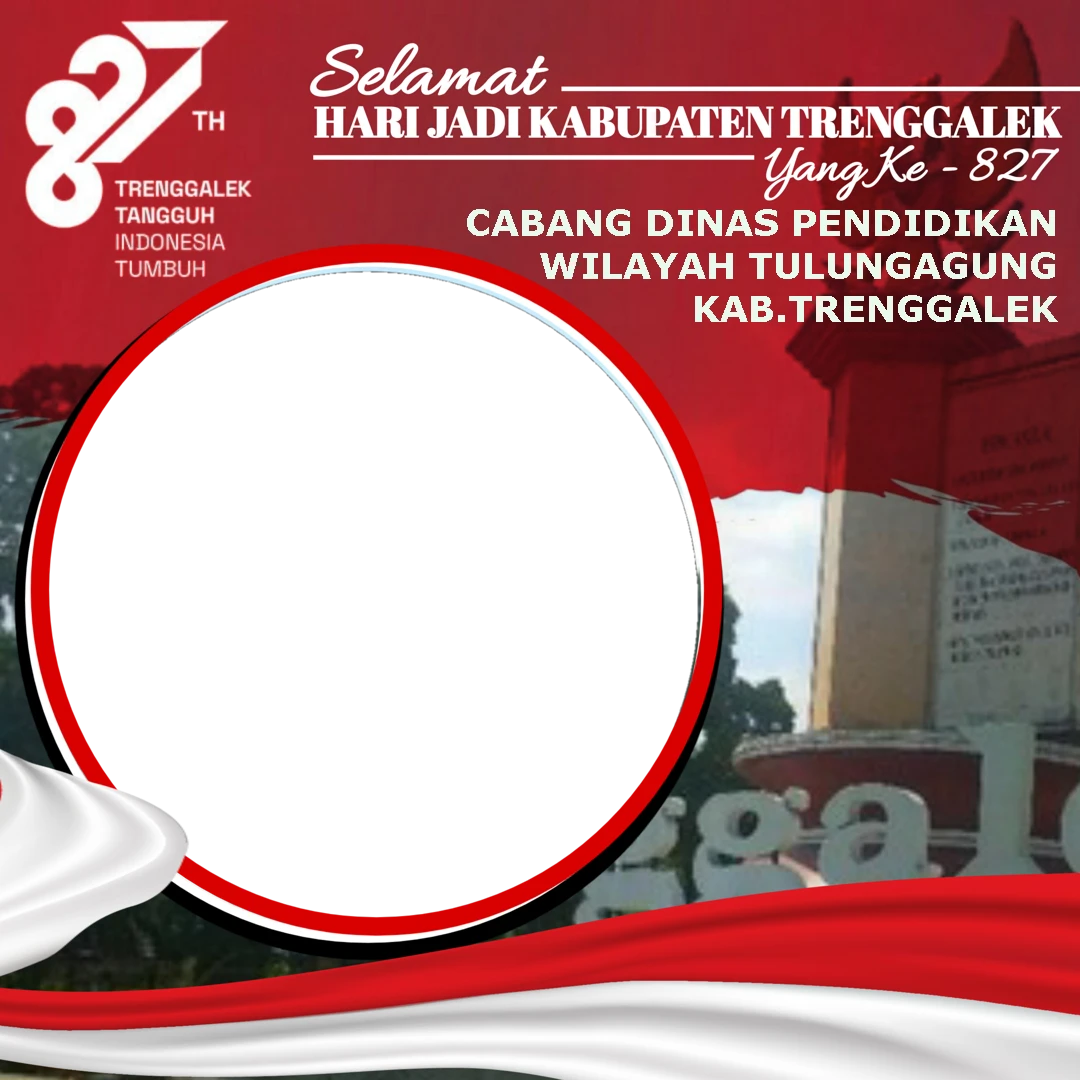 827
TH
TRENGGALEK
TANGGUH
INDONESIA
TUMBUH
Selamat
HARI JADI KABUPATEN TRENGGALEK
Yang Ke - 827
CABANG DINAS PENDIDIKAN
WILAYAH TULUNGAGUNG
KAB.TRENGGALEK
ggale